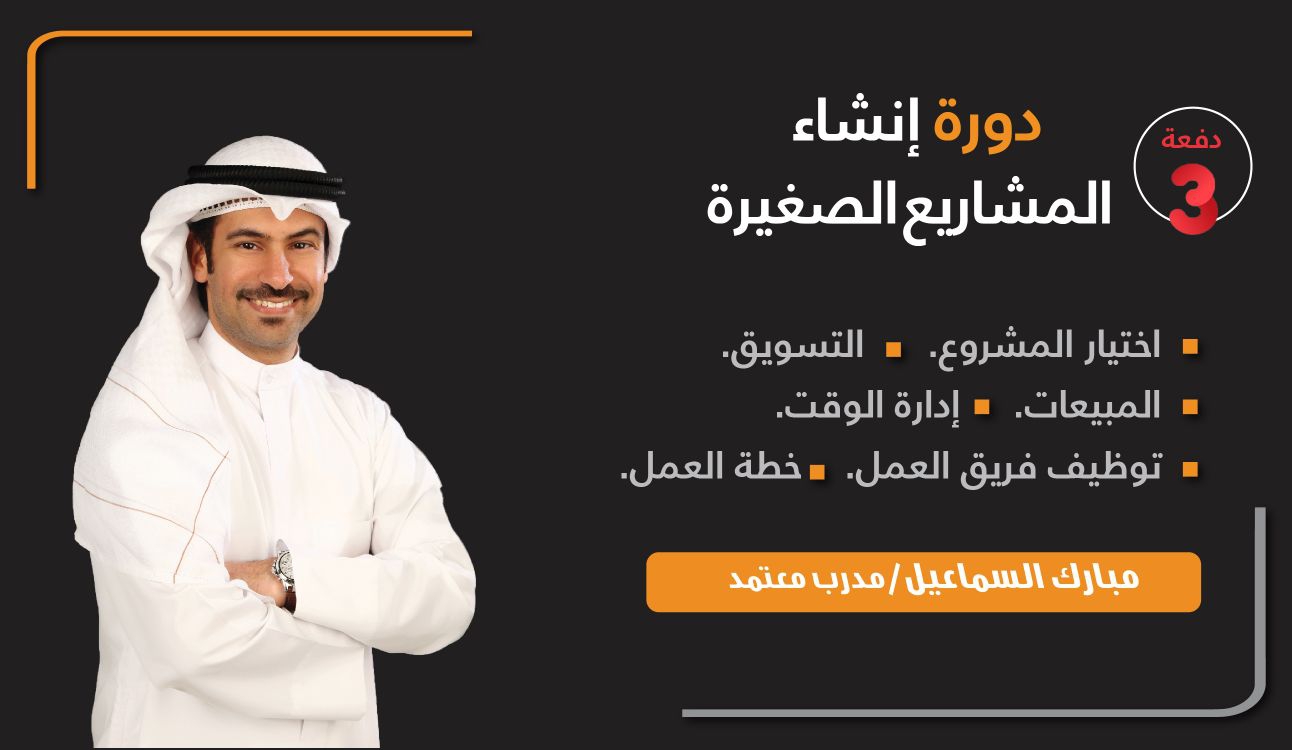 دفعة
3
دورة إنشاء
المشاريع الصغيرة
اختيار المشروع. التسويق.
المبيعات. إدارة الوقت.
توظيف فريق العمل. خطة العمل.
مبارك السماعيل/مدرب معتمد